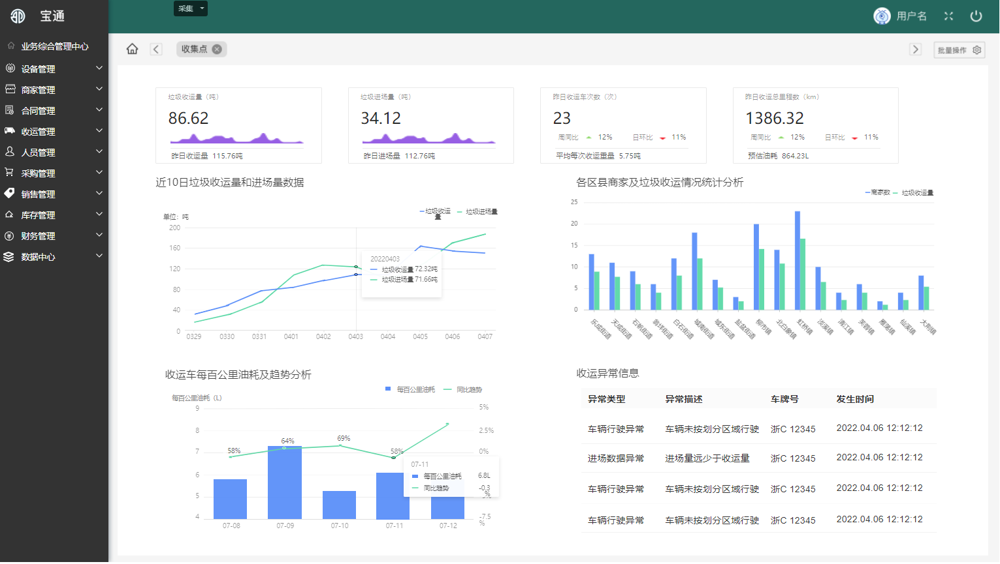 宝通
采集
用户名
业务综合管理中心
设备管理
商家管理
合同管理
收运管理
人员管理
采购管理
销售管理
库存管理
财务管理
数据中心
收集点
批量操作
垃圾收运量（吨）
86.62
昨日收运量 115.76吨
垃圾进场量（吨）
34.12
昨日进场量 112.76吨
昨日收运车次数（次）
23
周同比 12% 日环比 11%
平均每次收运重量 5.75吨
昨日收运总里程数（km）
1386.32
周同比 12% 日环比 11%
预估油耗 864.23L
近10日垃圾收运量和进场量数据
单位：吨
垃圾收运量
垃圾进场量
200
160
120
80
40
0
0329 0330 0331 0401 0402 0403 0404 0405 0406 0407
20220403
垃圾收运量 72.32吨
垃圾进场量 71.66吨
各区县商家及垃圾收运情况统计分析
商家数 垃圾收运量
25
20
15
10
5
0
乐成街道 天成街道 石帆街道 翁垟街道 白石街道 城南街道 城东街道 盐盆街道 柳市镇 北白象镇 虹桥镇 淡溪镇 清江镇 芙蓉镇 雁荡镇 仙溪镇 大荆镇
收运车每百公里油耗及趋势分析
每百公里油耗 同比趋势
每百公里油耗（L）
9
8
7
6
5
4
5%
2.5%
0%
-7.5%
58% 64% 69% 58%
07-08 07-09 07-10 07-11 07-12
07-11
每百公里油耗 6.8L
同比趋势 -0.3%
收运异常信息
异常类型 异常描述 车牌号 发生时间
车辆行驶异常 车辆未按划分区域行驶 浙C 12345 2022.04.06 12:12:12
进场数据异常 进场量远少于收运量 浙C 12345 2022.04.06 12:12:12
车辆行驶异常 车辆未按划分区域行驶 浙C 12345 2022.04.06 12:12:12
车辆行驶异常 车辆未按划分区域行驶 浙C 12345 2022.04.06 12:12:12